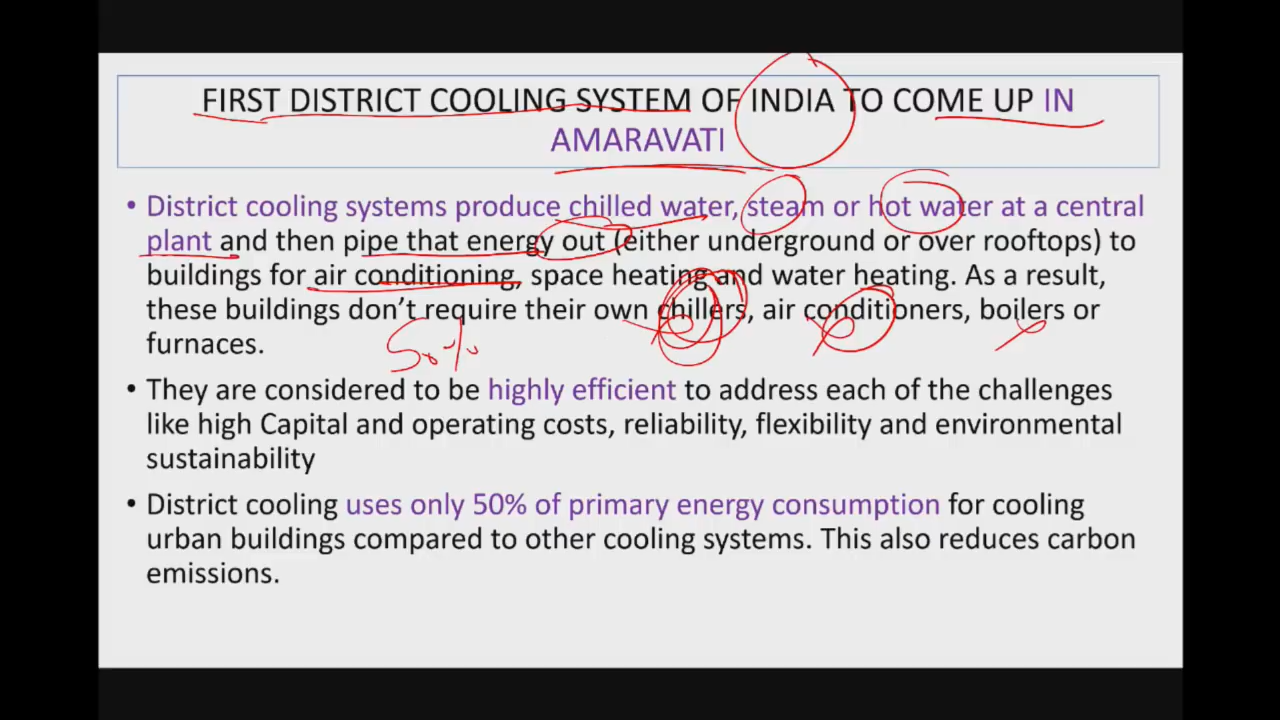 FIRST DISTRICT COOLING SYSTEM OF INDIA TO COME UP IN
AMARAVATI
• District cooling systems produce chilled water, steam or hot water at a central
plant and then pipe that energy out (either underground or over rooftops) to
buildings for air conditioning, space heating and water heating. As a result,
these buildings don’t require their own chillers, air conditioners, boilers or
furnaces.
50%
• They are considered to be highly efficient to address each of the challenges
like high Capital and operating costs, reliability, flexibility and environmental
sustainability
• District cooling uses only 50% of primary energy consumption for cooling
urban buildings compared to other cooling systems. This also reduces carbon
emissions.